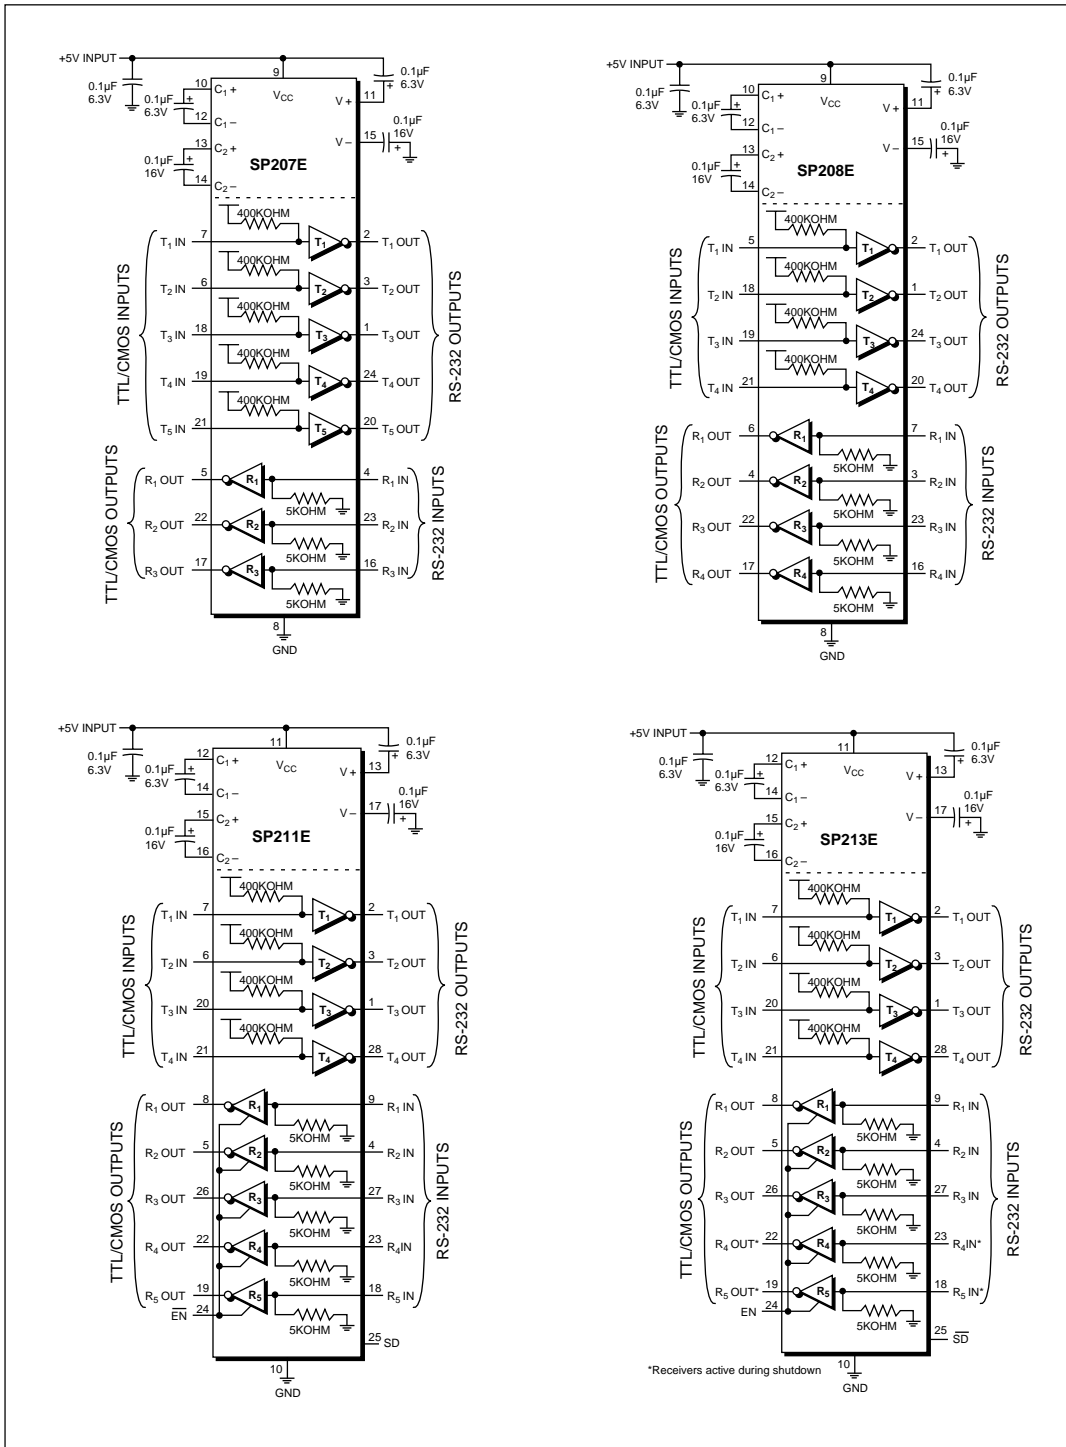 +5V INPUT
0.1µF
6.3V
0.1µF
6.3V
0.1µF
16V
10
12
13
14
C1 +
C1 –
C2 +
C2 –
9
VCC
V +
11
0.1µF
6.3V
V –
15
0.1µF
16V
SP207E
TTL/CMOS INPUTS
T1 IN 7 400KOHM T1 2 T1 OUT
T2 IN 6 400KOHM T2 3 T2 OUT
T3 IN 18 400KOHM T3 1 T3 OUT
T4 IN 19 400KOHM T4 24 T4 OUT
T5 IN 21 400KOHM T5 20 T5 OUT
RS-232 OUTPUTS
TTL/CMOS OUTPUTS
R1 OUT 5 R1 4 R1 IN
5KOHM
R2 OUT 22 R2 23 R2 IN
5KOHM
R3 OUT 17 R3 16 R3 IN
5KOHM
RS-232 INPUTS
8
GND
+5V INPUT
0.1µF
6.3V
0.1µF
6.3V
0.1µF
16V
10
12
13
14
C1 +
C1 –
C2 +
C2 –
9
VCC
V +
11
0.1µF
6.3V
V –
15
0.1µF
16V
SP208E
TTL/CMOS INPUTS
T1 IN 5 400KOHM T1 2 T1 OUT
T2 IN 18 400KOHM T2 1 T2 OUT
T3 IN 19 400KOHM T3 24 T3 OUT
T4 IN 21 400KOHM T4 20 T4 OUT
RS-232 OUTPUTS
TTL/CMOS OUTPUTS
R1 OUT 6 R1 7 R1 IN
5KOHM
R2 OUT 4 R2 3 R2 IN
5KOHM
R3 OUT 22 R3 23 R3 IN
5KOHM
R4 OUT 17 R4 16 R4 IN
5KOHM
RS-232 INPUTS
8
GND
+5V INPUT
0.1µF
6.3V
0.1µF
6.3V
0.1µF
16V
12
14
15
16
C1 +
C1 –
C2 +
C2 –
11
VCC
V +
13
0.1µF
6.3V
V –
17
0.1µF
16V
SP211E
TTL/CMOS INPUTS
T1 IN 7 400KOHM T1 2 T1 OUT
T2 IN 6 400KOHM T2 3 T2 OUT
T3 IN 20 400KOHM T3 1 T3 OUT
T4 IN 21 400KOHM T4 28 T4 OUT
RS-232 OUTPUTS
TTL/CMOS OUTPUTS
R1 OUT 8 R1 9 R1 IN
5KOHM
R2 OUT 5 R2 4 R2 IN
5KOHM
R3 OUT 26 R3 27 R3 IN
5KOHM
R4 OUT 22 R4 23 R4IN
5KOHM
R5 OUT 19 R5 18 R5 IN
5KOHM
RS-232 INPUTS
E̅N̅ 24
25 SD
10
GND
+5V INPUT
0.1µF
6.3V
0.1µF
6.3V
0.1µF
16V
12
14
15
16
C1 +
C1 –
C2 +
C2 –
11
VCC
V +
13
0.1µF
6.3V
V –
17
0.1µF
16V
SP213E
TTL/CMOS INPUTS
T1 IN 7 400KOHM T1 2 T1 OUT
T2 IN 6 400KOHM T2 3 T2 OUT
T3 IN 20 400KOHM T3 1 T3 OUT
T4 IN 21 400KOHM T4 28 T4 OUT
RS-232 OUTPUTS
TTL/CMOS OUTPUTS
R1 OUT 8 R1 9 R1 IN
5KOHM
R2 OUT 5 R2 4 R2 IN
5KOHM
R3 OUT 26 R3 27 R3 IN
5KOHM
R4 OUT* 22 R4 23 R4IN*
5KOHM
R5 OUT* 19 R5 18 R5 IN*
5KOHM
RS-232 INPUTS
EN 24
25 S̅D̅
*Receivers active during shutdown
10
GND